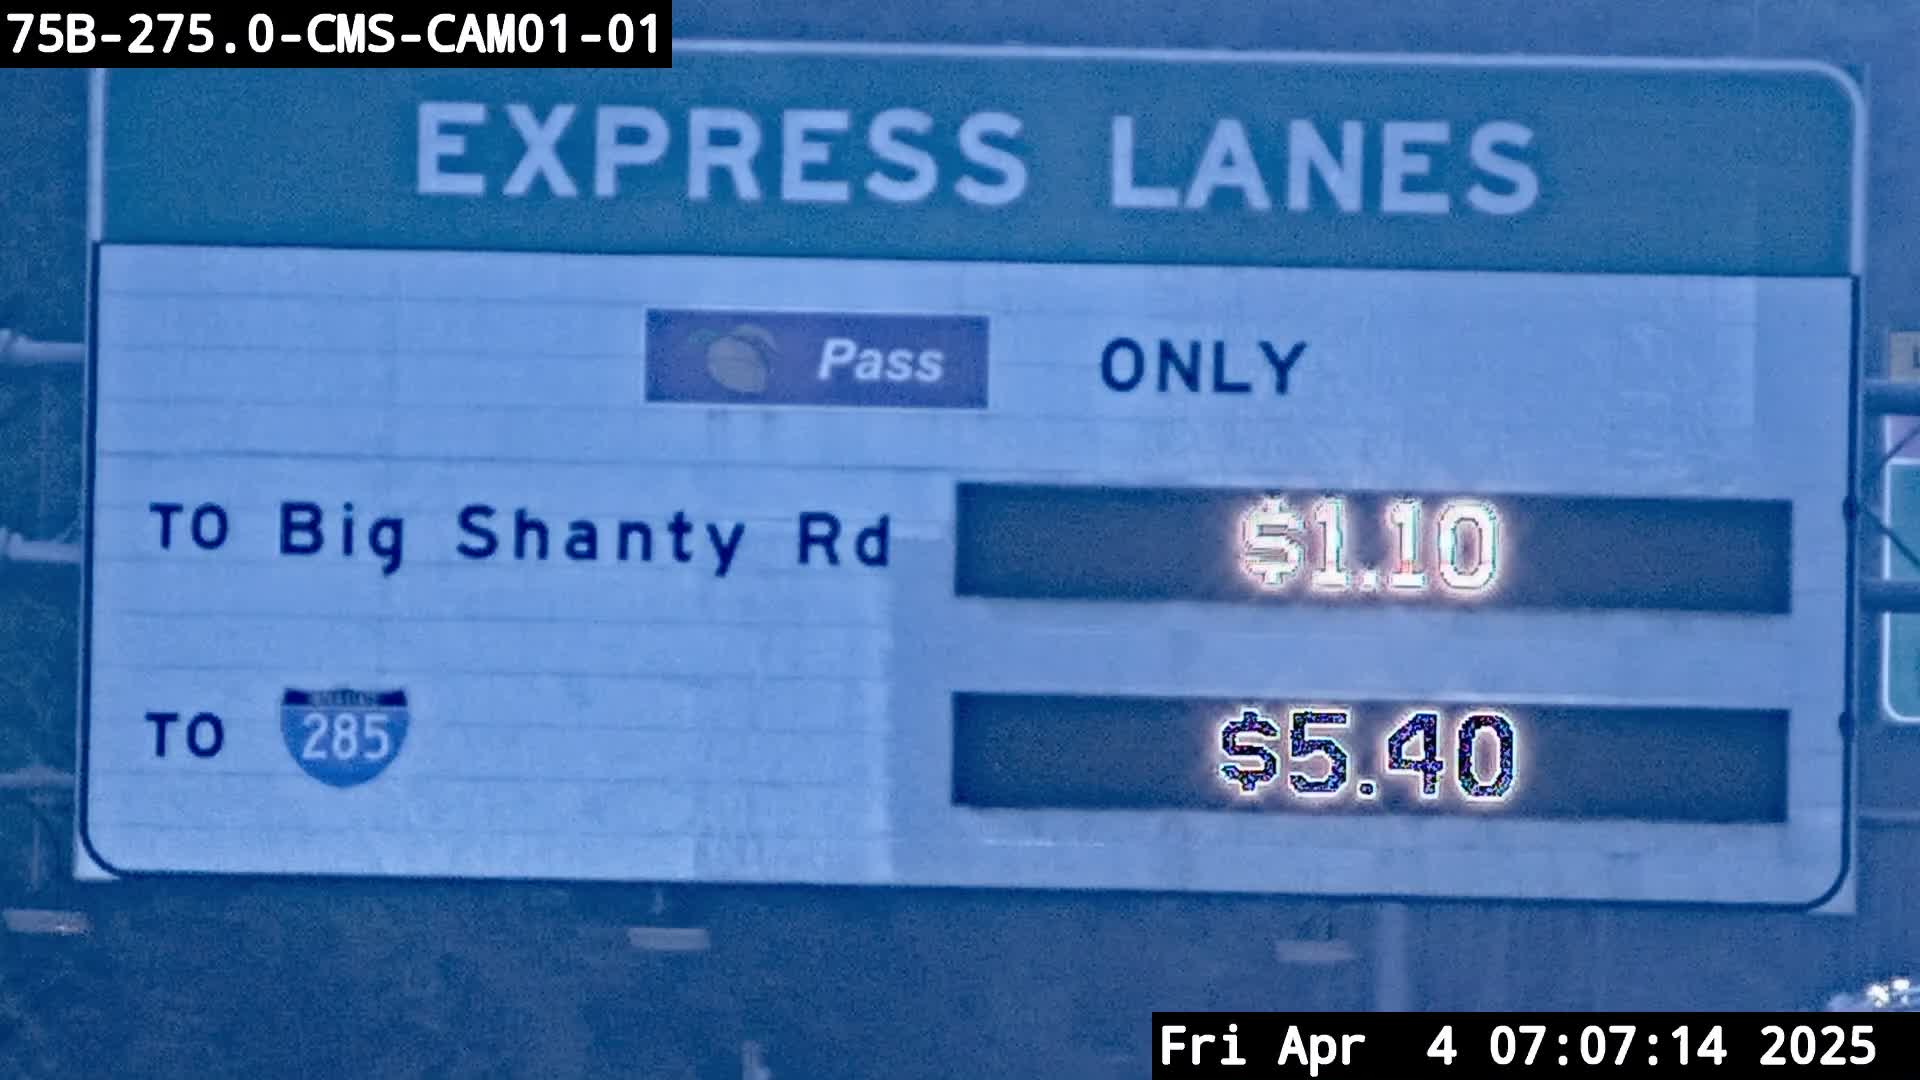 75B-275.0-CMS-CAM01-01
EXPRESS LANES
Pass ONLY
TO Big Shanty Rd $1.10
TO 285 $5.40
Fri Apr 4 07:07:14 2025